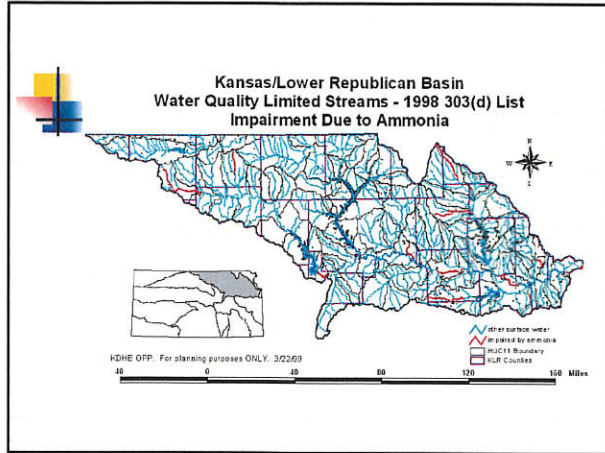 Kansas/Lower Republican Basin
Water Quality Limited Streams - 1998 303(d) List
Impairment Due to Ammonia
N
W E
S
other surface water
impaired by ammonia
HUC11 Boundary
KLR Counties
KDHE OPP. For planning purposes ONLY. 3/22/99
40 0 40 80 120 160 Miles